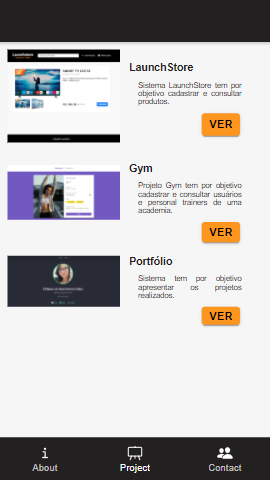 LaunchStore
Sistema LaunchStore tem por
objetivo cadastrar e consultar
produtos.
VER
Gym
Projeto Gym tem por objetivo
cadastrar e consultar usuários
e personal trainers de uma
academia.
VER
Portfólio
Sistema tem por objetivo
apresentar os projetos
realizados.
VER
About
Project
Contact